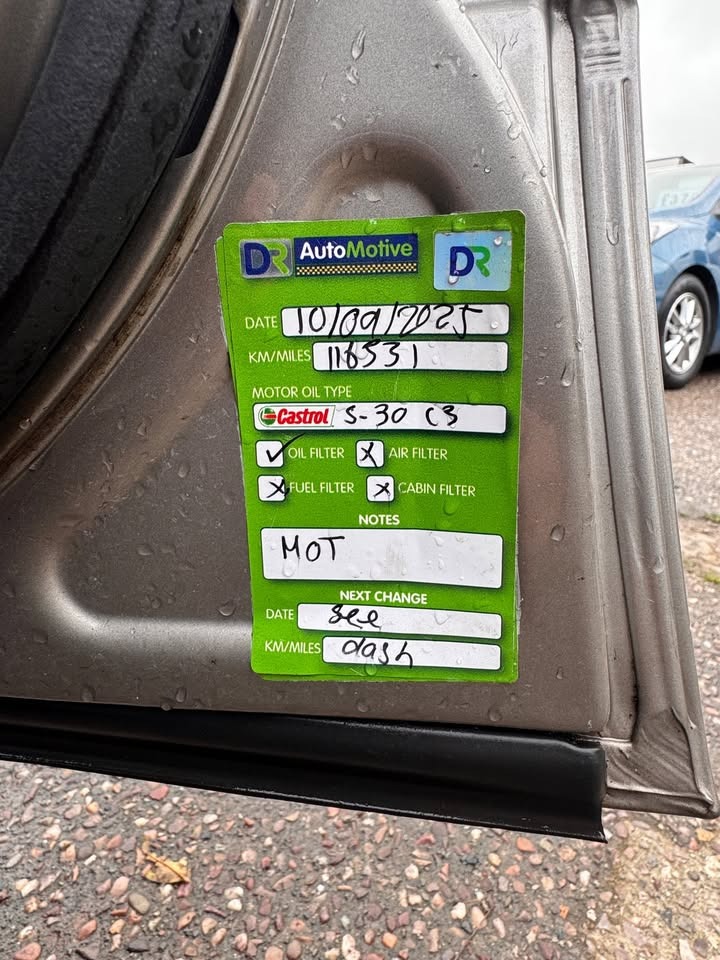 DR AutoMotive DR
DATE 10/09/2025
KM/MILES 116531
MOTOR OIL TYPE
Castrol 5-30 C3
✓ OIL FILTER X AIR FILTER
X FUEL FILTER X CABIN FILTER
NOTES
MOT
NEXT CHANGE
DATE see
KM/MILES dash